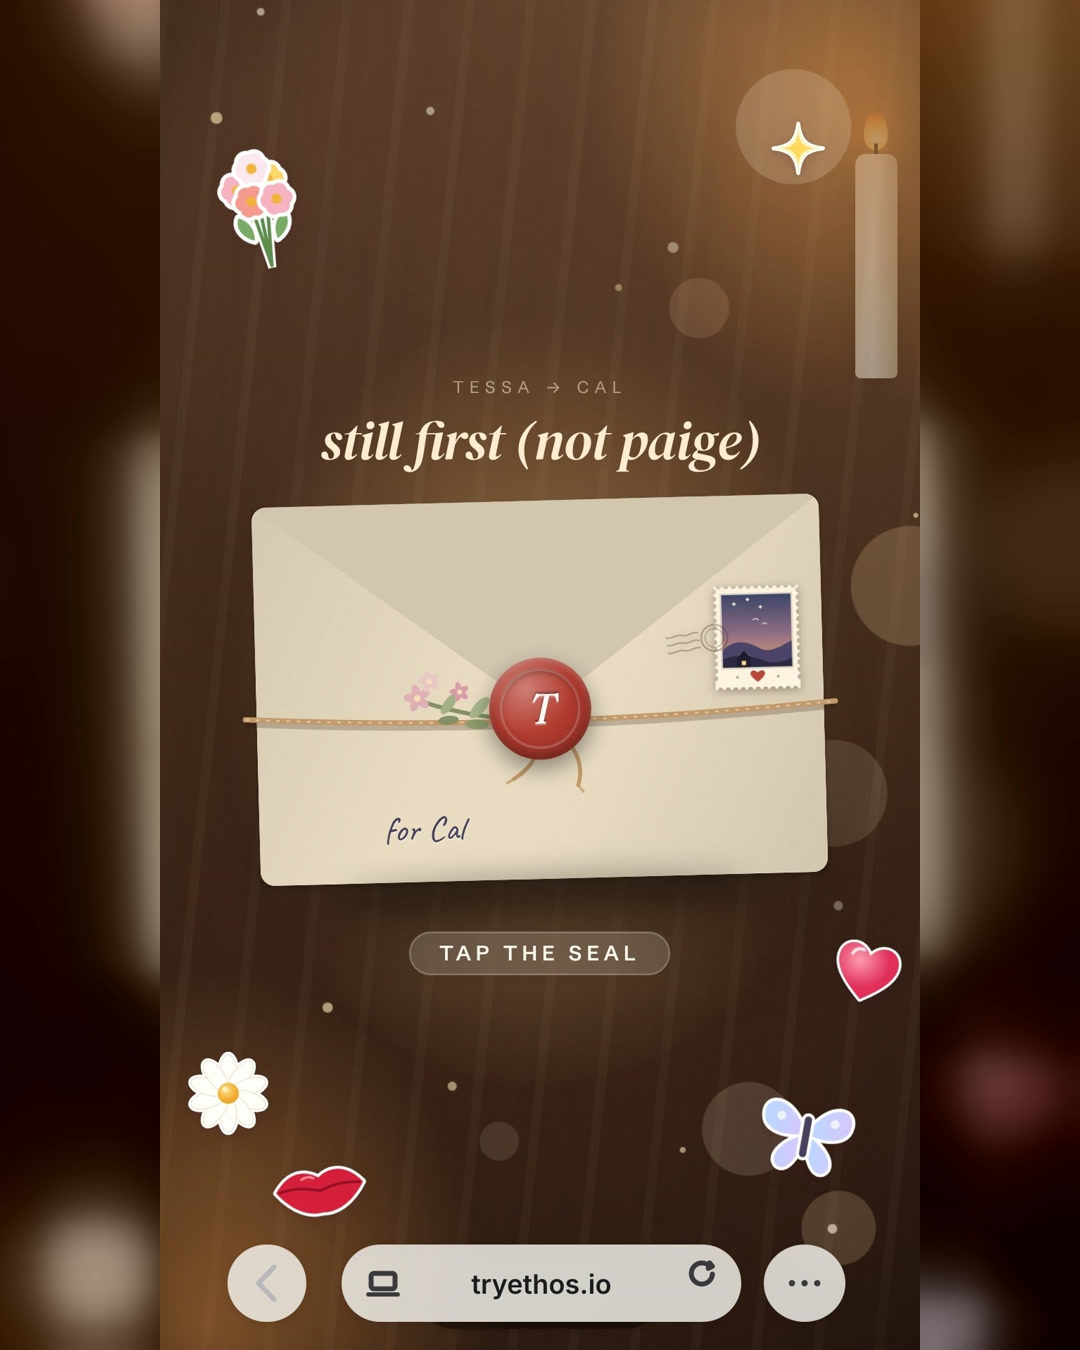 TESSA → CAL
still first (not paige)
T
for Cal
TAP THE SEAL
tryethos.io